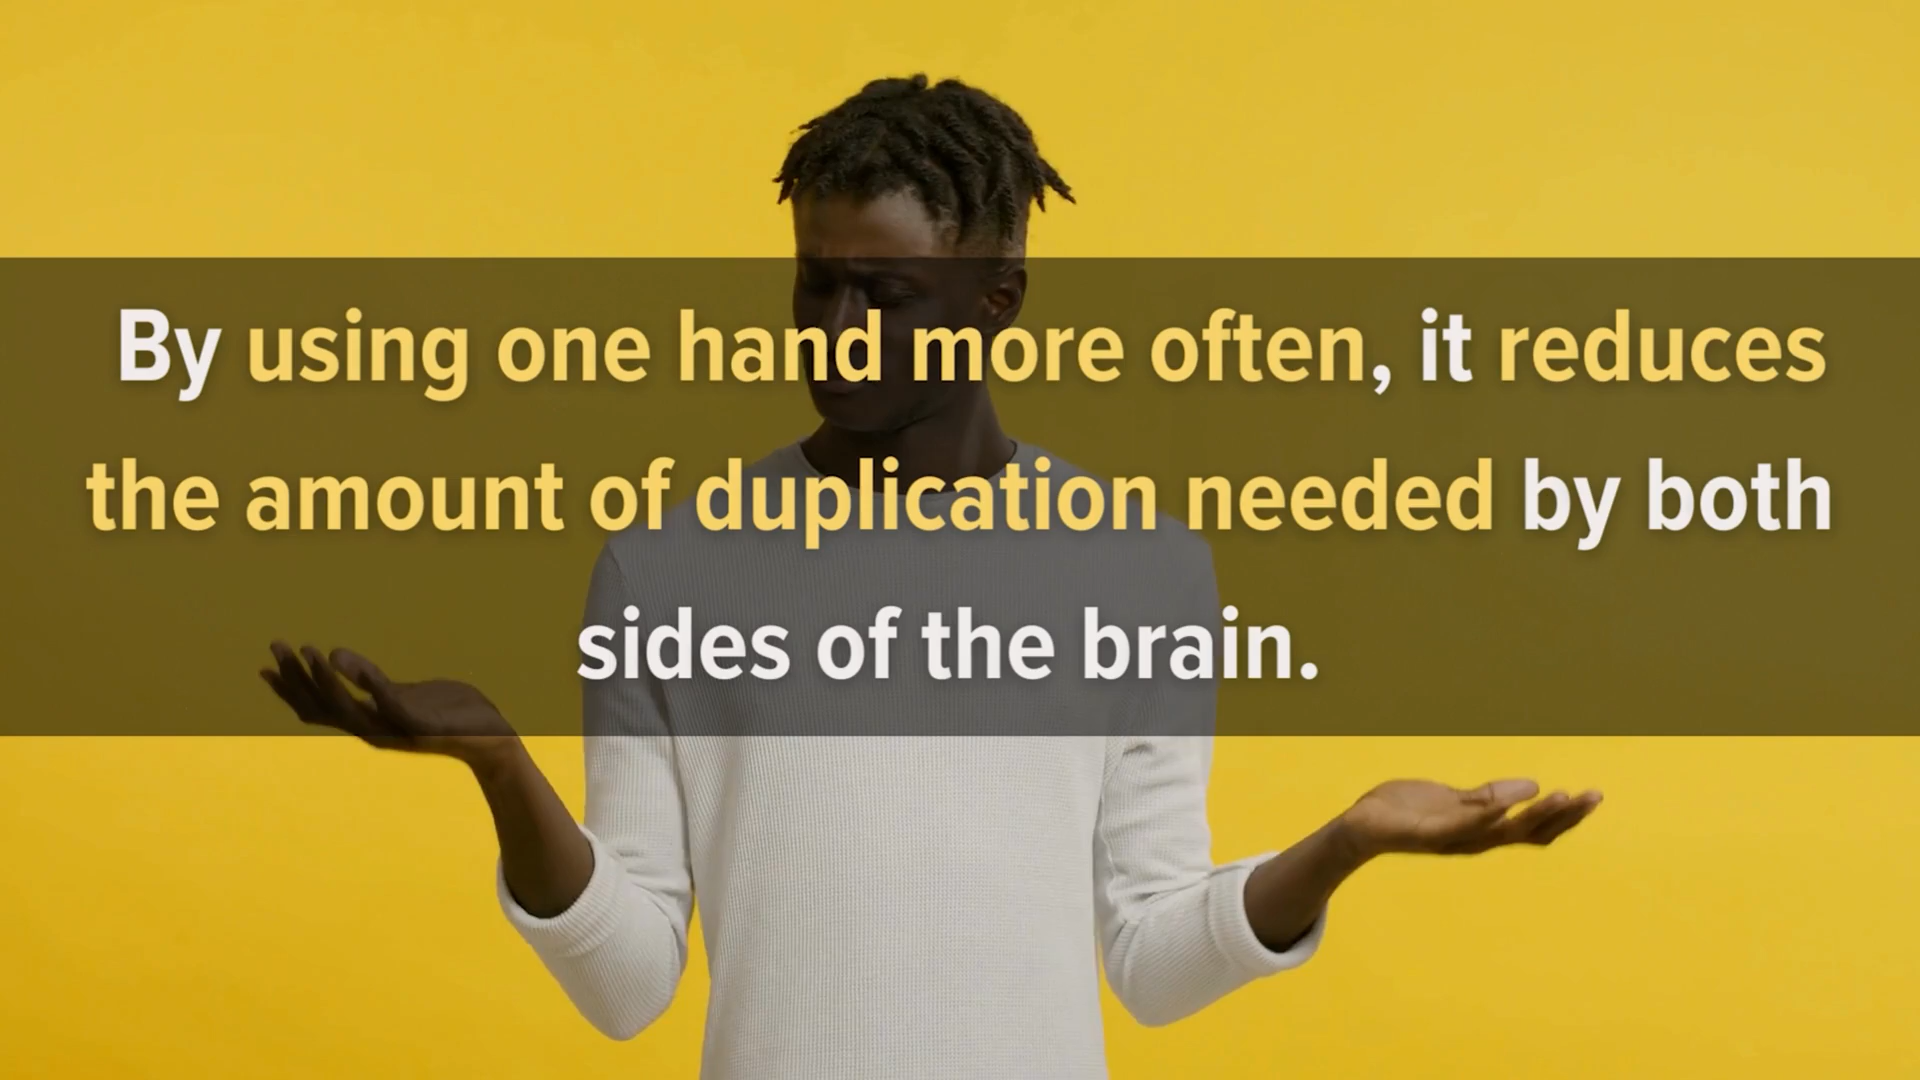 By using one hand more often, it reduces
the amount of duplication needed by both
sides of the brain.